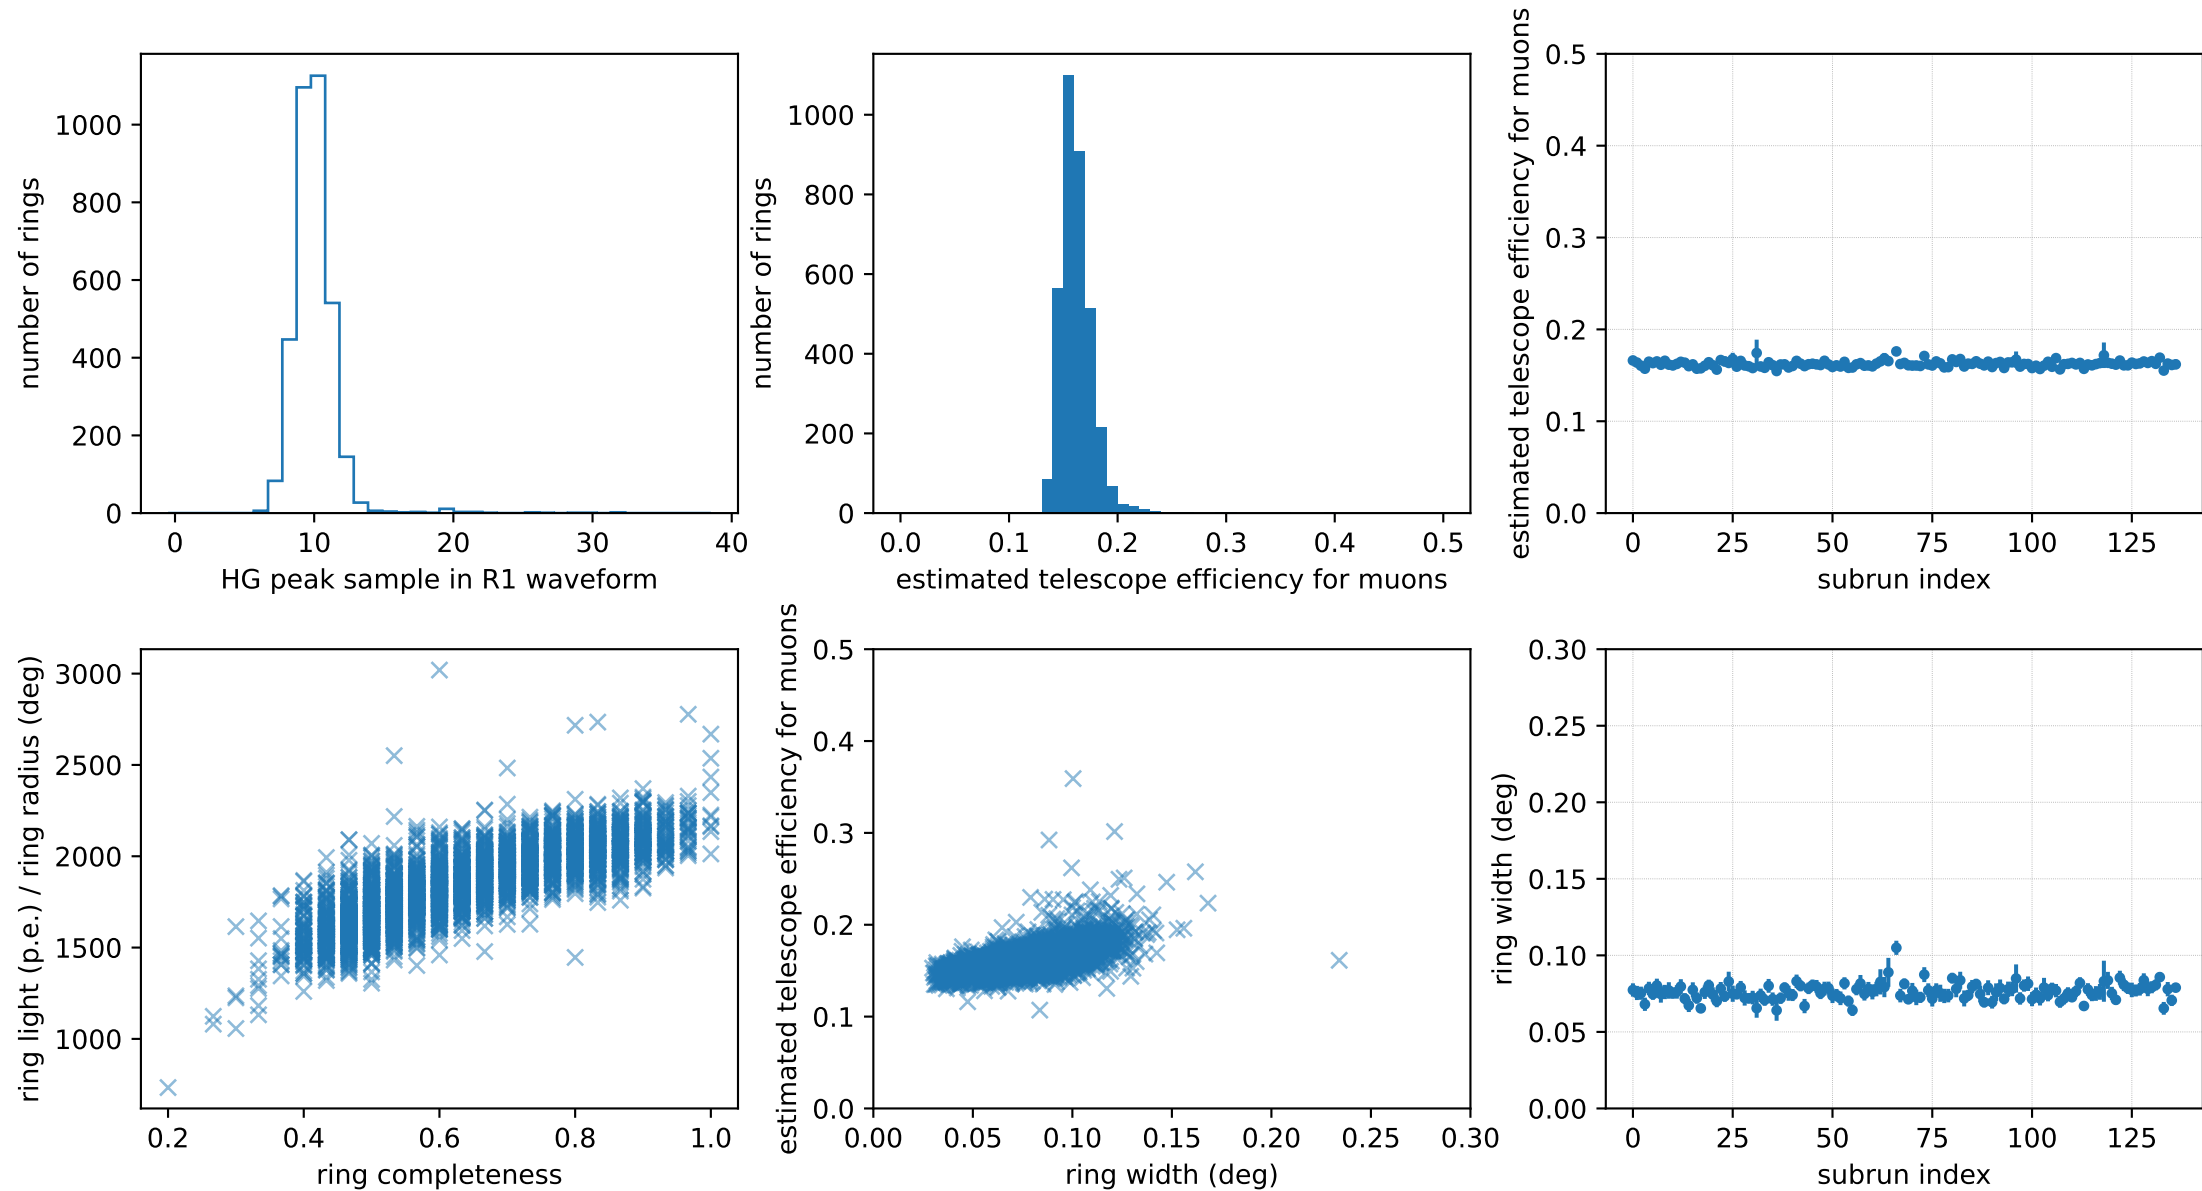 number of rings
1000
800
600
400
200
0
0 10 20 30 40
HG peak sample in R1 waveform
number of rings
1000
800
600
400
200
0
0.0 0.1 0.2 0.3 0.4 0.5
estimated telescope efficiency for muons
estimated telescope efficiency for muons
0.5
0.4
0.3
0.2
0.1
0.0
0 25 50 75 100 125
subrun index
ring light (p.e.) / ring radius (deg)
3000
2500
2000
1500
1000
0.2 0.4 0.6 0.8 1.0
ring completeness
estimated telescope efficiency for muons
0.5
0.4
0.3
0.2
0.1
0.0
0.00 0.05 0.10 0.15 0.20 0.25 0.30
ring width (deg)
ring width (deg)
0.30
0.25
0.20
0.15
0.10
0.05
0.00
0 25 50 75 100 125
subrun index